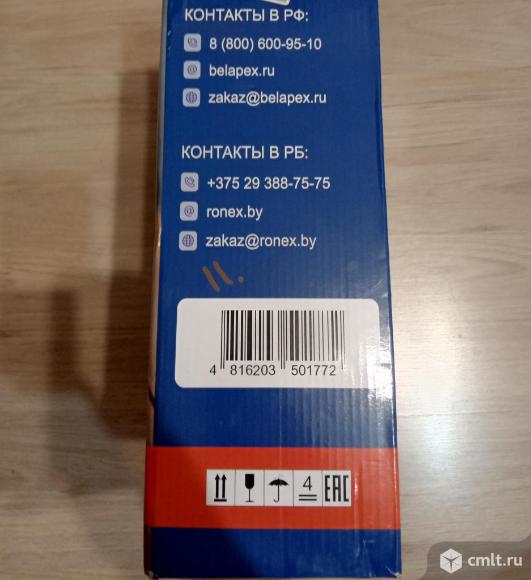 КОНТАКТЫ В РФ:
8 (800) 600-95-10
belapex.ru
zakaz@belapex.ru
КОНТАКТЫ В РБ:
+375 29 388-75-75
ronex.by
zakaz@ronex.by
11.
4 816203 501772
4
EAC
cmlt.ru